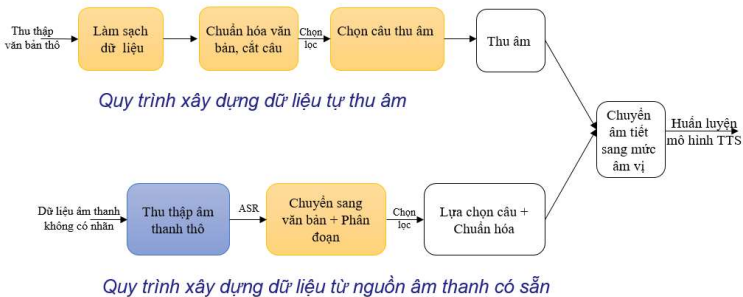 Thu thập
văn bản thô
Làm sạch
dữ liệu
Chuẩn hóa văn
bản, cắt câu
Chọn
lọc
Chọn câu thu âm
Thu âm
Quy trình xây dựng dữ liệu tự thu âm
Chuyển
âm tiết
sang mức
âm vị
Huấn luyện
mô hình TTS
Dữ liệu âm thanh
không có nhãn
Thu thập âm
thanh thô
ASR
Chuyển sang
văn bản + Phân
đoạn
Chọn
lọc
Lựa chọn câu +
Chuẩn hóa
Quy trình xây dựng dữ liệu từ nguồn âm thanh có sẵn